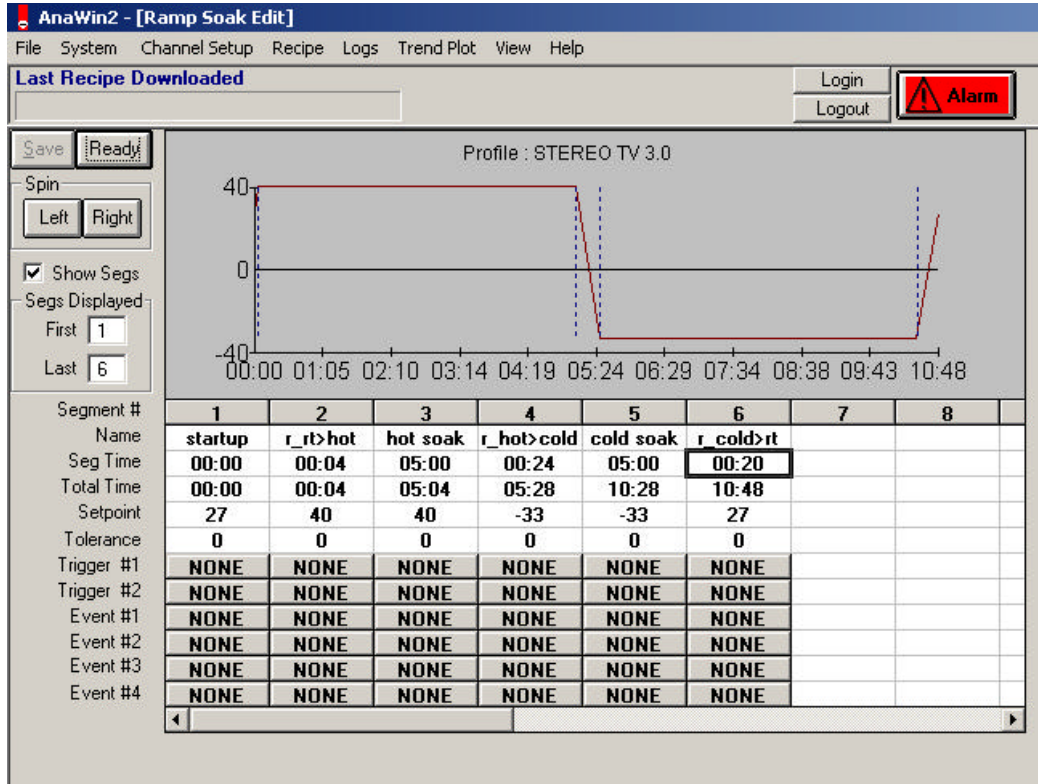 AnaWin2 - [Ramp Soak Edit]
File System Channel Setup Recipe Logs Trend Plot View Help
Last Recipe Downloaded
Login
Logout
Alarm
Save Ready
Spin
Left Right
Show Segs
Segs Displayed
First 1
Last 6
Profile : STEREO TV 3.0
40
0
-40
00:00 01:05 02:10 03:14 04:19 05:24 06:29 07:34 08:38 09:43 10:48
Segment # 1 2 3 4 5 6 7 8
Name startup r_rt>hot hot soak r_hot>cold cold soak r_cold>rt
Seg Time 00:00 00:04 05:00 00:24 05:00 00:20
Total Time 00:00 00:04 05:04 05:28 10:28 10:48
Setpoint 27 40 40 -33 -33 27
Tolerance 0 0 0 0 0 0
Trigger #1 NONE NONE NONE NONE NONE NONE
Trigger #2 NONE NONE NONE NONE NONE NONE
Event #1 NONE NONE NONE NONE NONE NONE
Event #2 NONE NONE NONE NONE NONE NONE
Event #3 NONE NONE NONE NONE NONE NONE
Event #4 NONE NONE NONE NONE NONE NONE